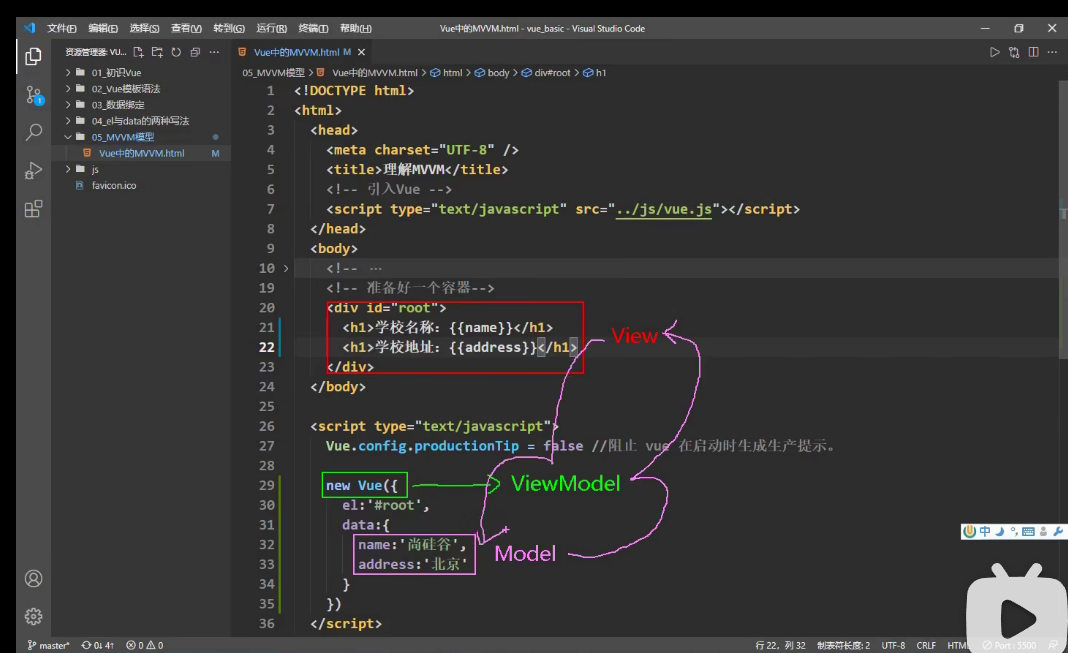 文件(F) 编辑(E) 选择(S) 查看(V) 转到(G) 运行(R) 终端(T) 帮助(H) Vue中的MVVM.html - vue_basic - Visual Studio Code
资源管理器: VU...
Vue中的MVVM.html M
05_MVVM模型 > Vue中的MVVM.html > html > body > div#root > h1
01_初识Vue
02_Vue模板语法
03_数据绑定
04_el与data的两种写法
05_MVVM模型
Vue中的MVVM.html M
js
favicon.ico
1
1 <!DOCTYPE html>
2 <html>
3 <head>
4 <meta charset="UTF-8" />
5 <title>理解MVVM</title>
6 <!-- 引入Vue -->
7 <script type="text/javascript" src="../js/vue.js"></script>
8 </head>
9 <body>
10 <!-- …
19 <!-- 准备好一个容器-->
20 <div id="root">
21 <h1>学校名称：{{name}}</h1>
22 <h1>学校地址：{{address}}</h1>
View
23 </div>
24 </body>
25
26 <script type="text/javascript">
27 Vue.config.productionTip = false //阻止 vue 在启动时生成生产提示。
28
29 new Vue({
ViewModel
30 el:'#root',
31 data:{
32 name:'尚硅谷',
Model
33 address:'北京'
34 }
35 })
36 </script>
中
master* 0↓ 4↑ 0 0 行 22，列 32 制表符长度: 2 UTF-8 CRLF HTML Port : 5500